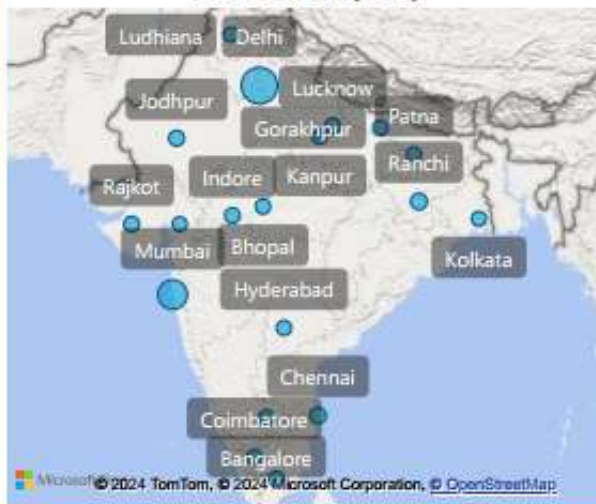 Ludhiana
Delhi
Lucknow
Jodhpur
Gorakhpur
Patna
Ranchi
Rajkot
Indore
Kanpur
Mumbai
Bhopal
Kolkata
Hyderabad
Chennai
Coimbatore
Bangalore
© 2024 TomTom, © 2024 Microsoft Corporation, © OpenStreetMap